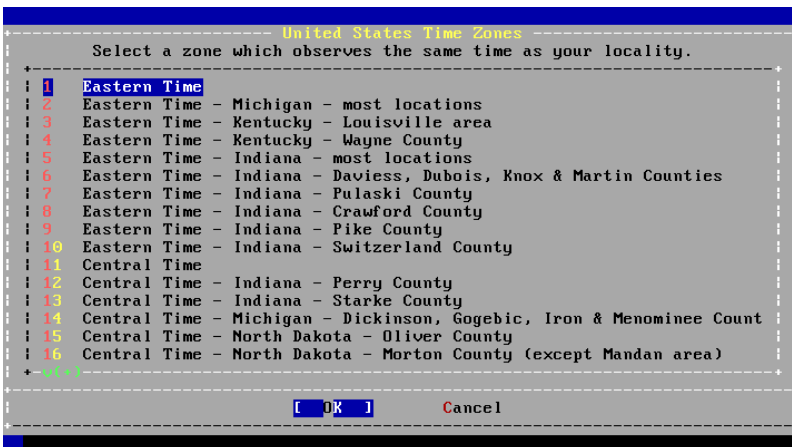 United States Time Zones
Select a zone which observes the same time as your locality.
1 Eastern Time
2 Eastern Time - Michigan - most locations
3 Eastern Time - Kentucky - Louisville area
4 Eastern Time - Kentucky - Wayne County
5 Eastern Time - Indiana - most locations
6 Eastern Time - Indiana - Daviess, Dubois, Knox & Martin Counties
7 Eastern Time - Indiana - Pulaski County
8 Eastern Time - Indiana - Crawford County
9 Eastern Time - Indiana - Pike County
10 Eastern Time - Indiana - Switzerland County
11 Central Time
12 Central Time - Indiana - Perry County
13 Central Time - Indiana - Starke County
14 Central Time - Michigan - Dickinson, Gogebic, Iron & Menominee Count
15 Central Time - North Dakota - Oliver County
16 Central Time - North Dakota - Morton County (except Mandan area)
v(+)
[ OK ] Cancel